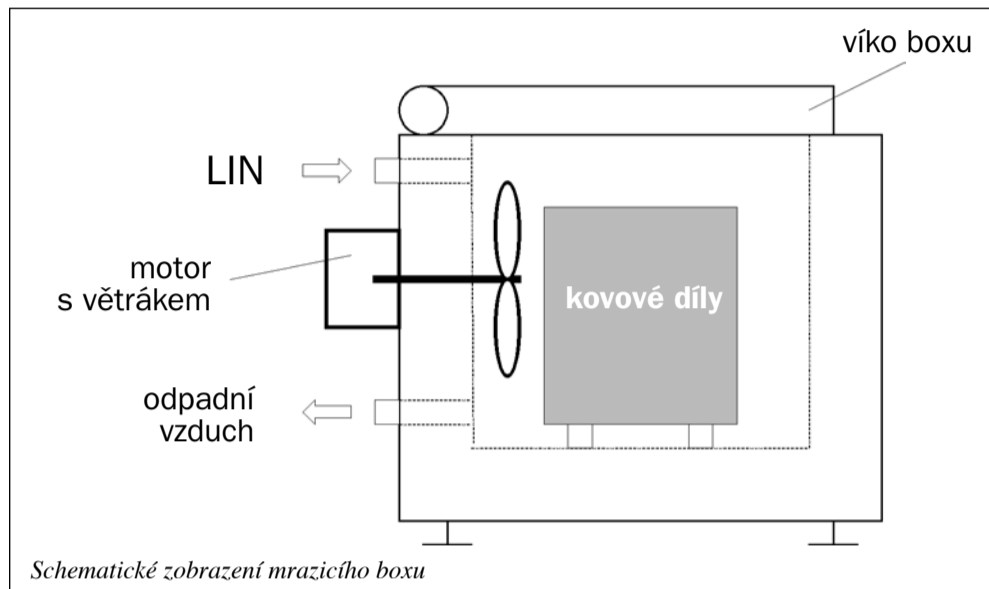 víko boxu
LIN
motor
s větrákem
kovové díly
odpadní
vzduch
Schematické zobrazení mrazicího boxu